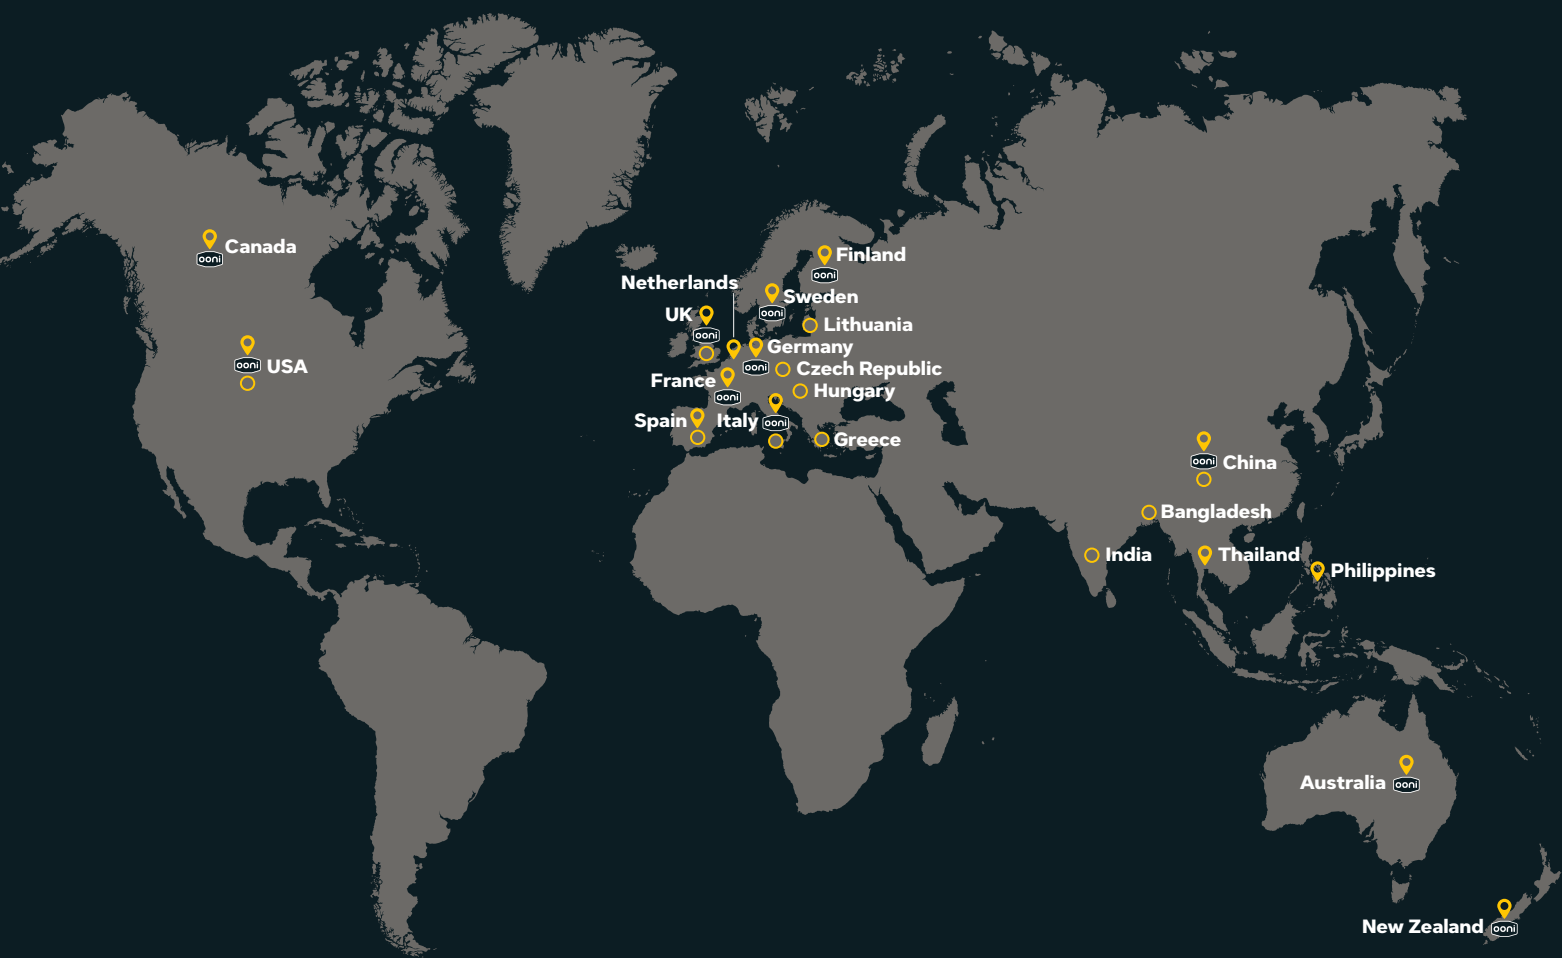 Canada
ooni
Finland
ooni
Netherlands
Sweden
ooni
UK
ooni
Lithuania
Germany
ooni
USA
ooni
Czech Republic
France
ooni
Hungary
Spain
Italy
ooni
Greece
China
ooni
Bangladesh
India
Thailand
Philippines
Australia
ooni
New Zealand
ooni